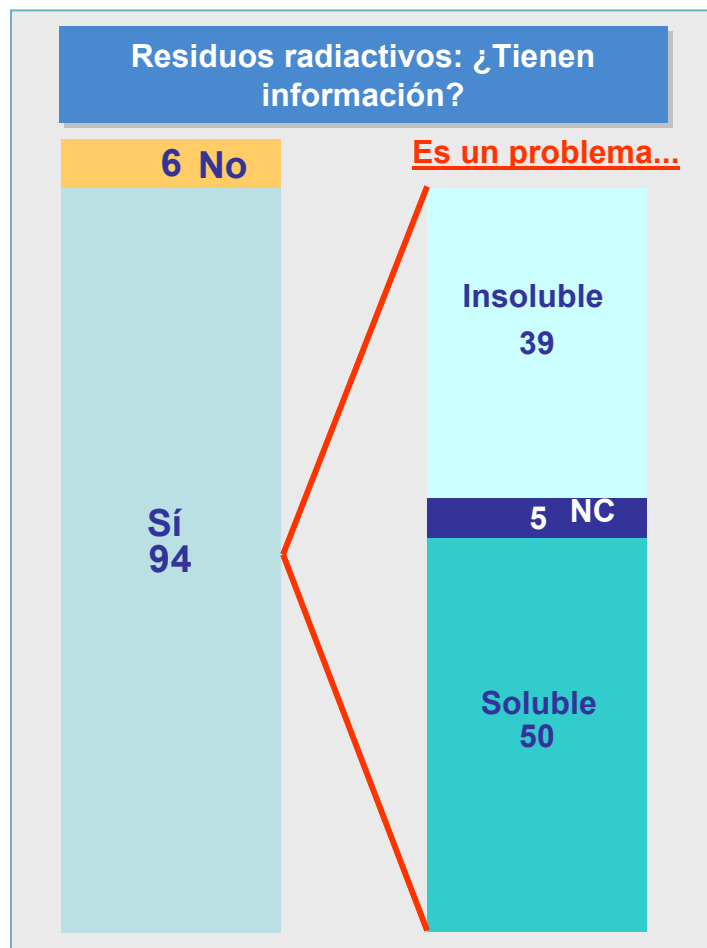 Residuos radiactivos: ¿Tienen
información?
6 No
Es un problema...
Insoluble
39
5 NC
Sí
94
Soluble
50